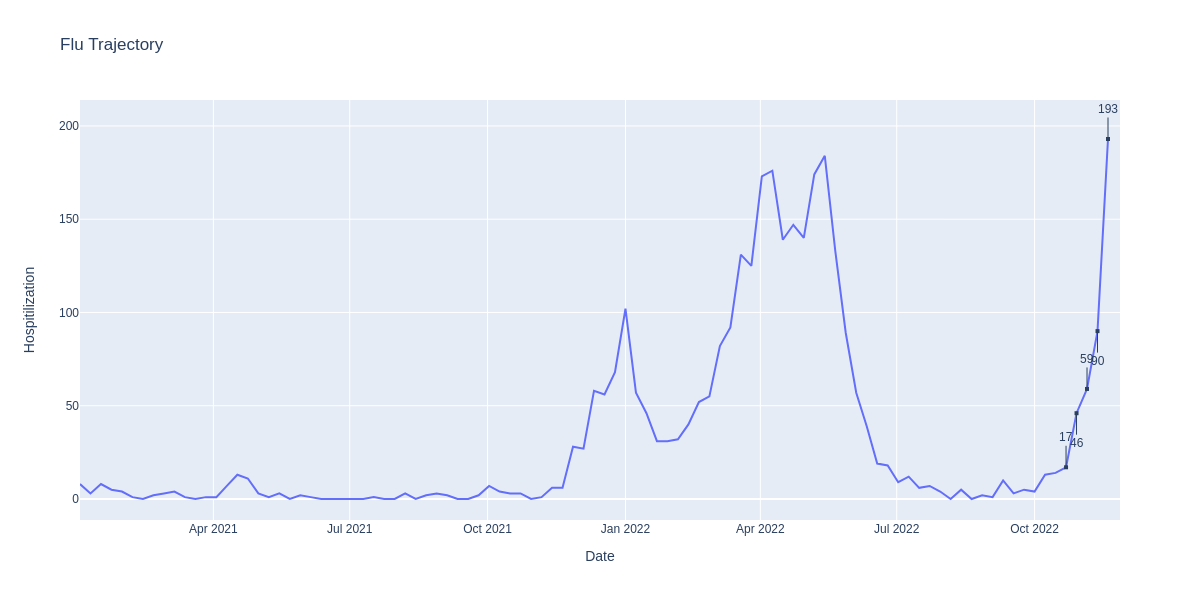 Flu Trajectory
193
200
150
100
50
0
59
90
17
46
Hospitilization
Apr 2021
Jul 2021
Oct 2021
Jan 2022
Apr 2022
Jul 2022
Oct 2022
Date